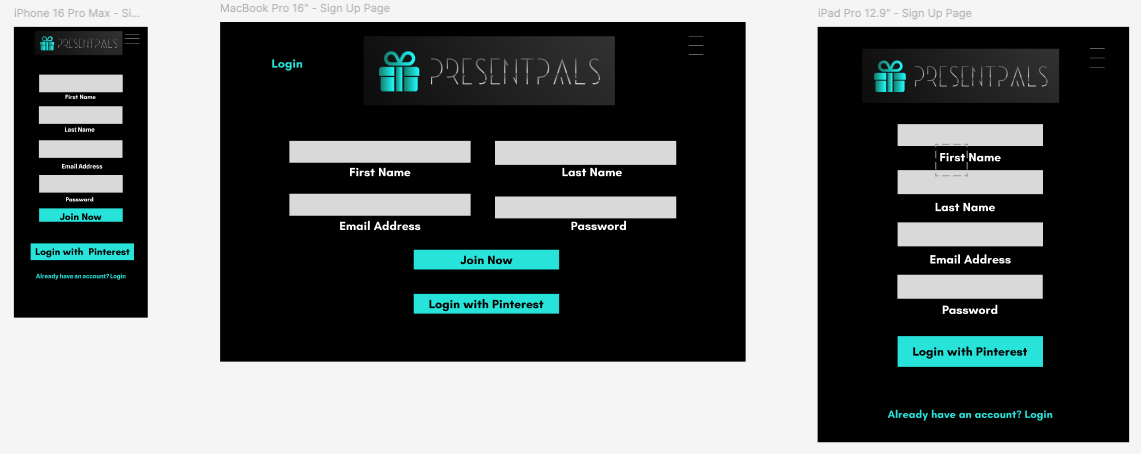 iPhone 16 Pro Max - Si...
PRESENTPALS
First Name
Last Name
Email Address
Password
Join Now
Login with Pinterest
Already have an account? Login
MacBook Pro 16" - Sign Up Page
Login
PRESENTPALS
First Name
Last Name
Email Address
Password
Join Now
Login with Pinterest
iPad Pro 12.9" - Sign Up Page
PRESENTPALS
First Name
Last Name
Email Address
Password
Login with Pinterest
Already have an account? Login